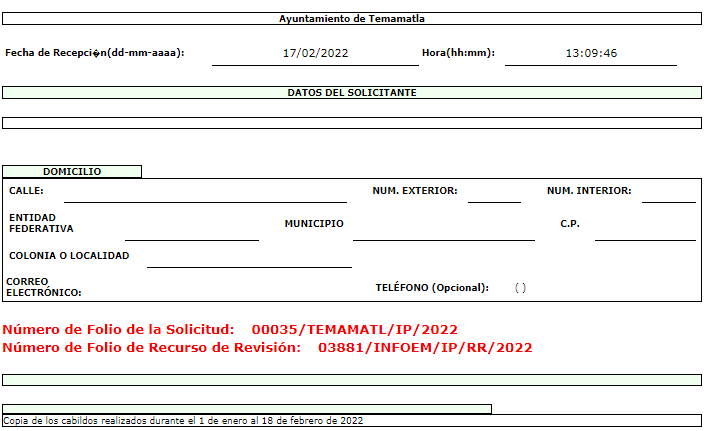 Ayuntamiento de Temamatla
Fecha de Recepci�n(dd-mm-aaaa): 17/02/2022 Hora(hh:mm): 13:09:46
DATOS DEL SOLICITANTE
DOMICILIO
CALLE: NUM. EXTERIOR: NUM. INTERIOR:
ENTIDAD
FEDERATIVA MUNICIPIO C.P.
COLONIA O LOCALIDAD
CORREO
ELECTRÓNICO: TELÉFONO (Opcional): ( )
Número de Folio de la Solicitud: 00035/TEMAMATL/IP/2022
Número de Folio de Recurso de Revisión: 03881/INFOEM/IP/RR/2022
Copia de los cabildos realizados durante el 1 de enero al 18 de febrero de 2022